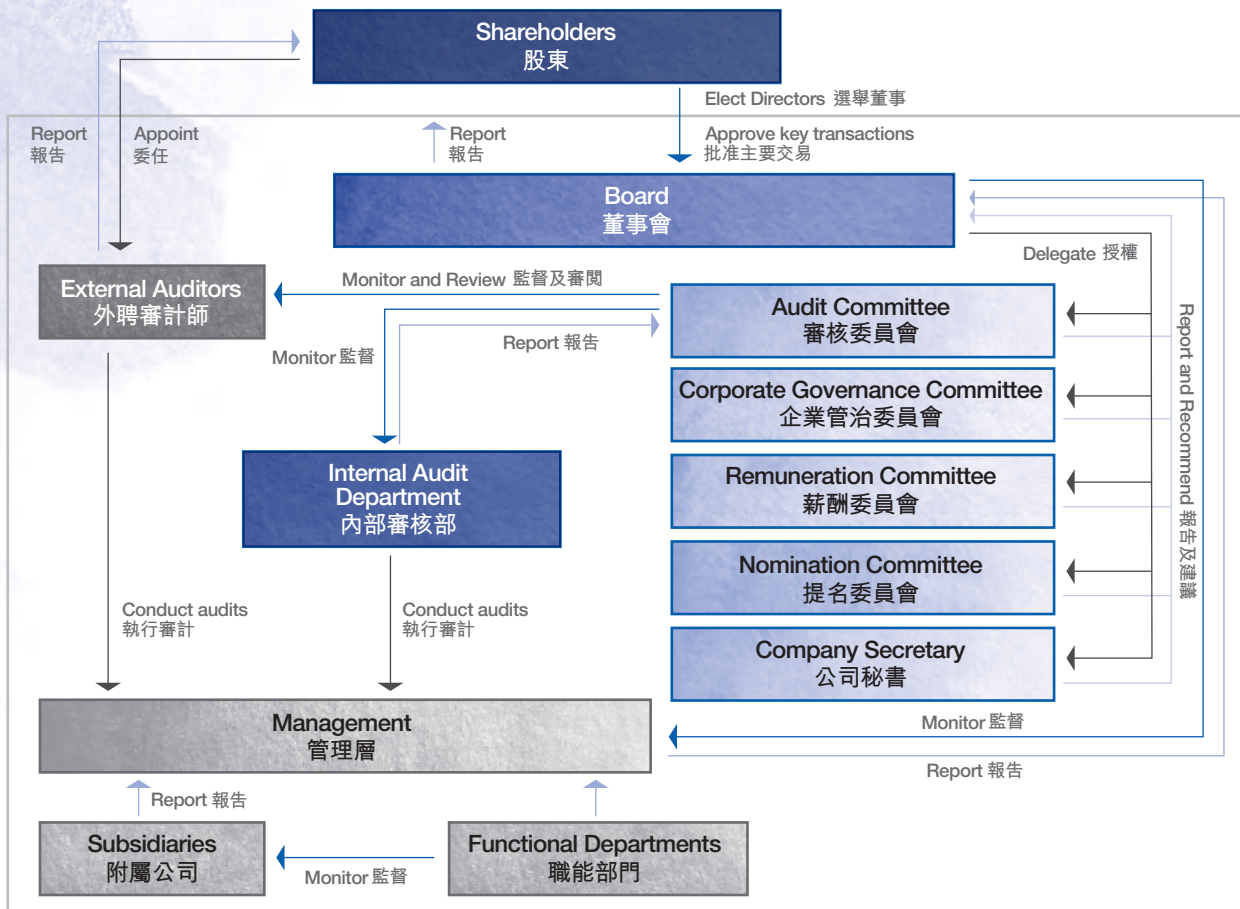 Shareholders
股東
Elect Directors 選舉董事
Report
報告
Appoint
委任
Report
報告
Approve key transactions
批准主要交易
Board
董事會
Delegate 授權
External Auditors
外聘審計師
Monitor and Review 監督及審閱
Audit Committee
審核委員會
Monitor 監督
Report 報告
Report and Recommend 報告及建議
Corporate Governance Committee
企業管治委員會
Internal Audit
Department
內部審核部
Remuneration Committee
薪酬委員會
Nomination Committee
提名委員會
Conduct audits
執行審計
Conduct audits
執行審計
Company Secretary
公司秘書
Management
管理層
Monitor 監督
Report 報告
Report 報告
Subsidiaries
附屬公司
Monitor 監督
Functional Departments
職能部門